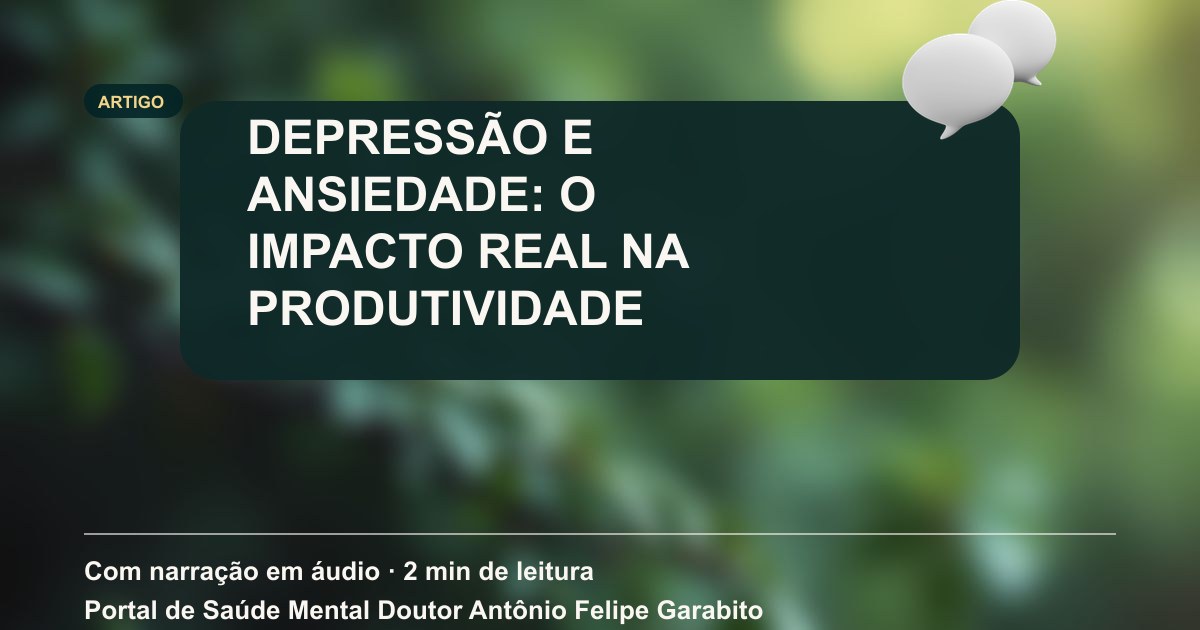 ARTIGO
DEPRESSÃO E
ANSIEDADE: O
IMPACTO REAL NA
PRODUTIVIDADE
Com narração em áudio · 2 min de leitura
Portal de Saúde Mental Doutor Antônio Felipe Garabito